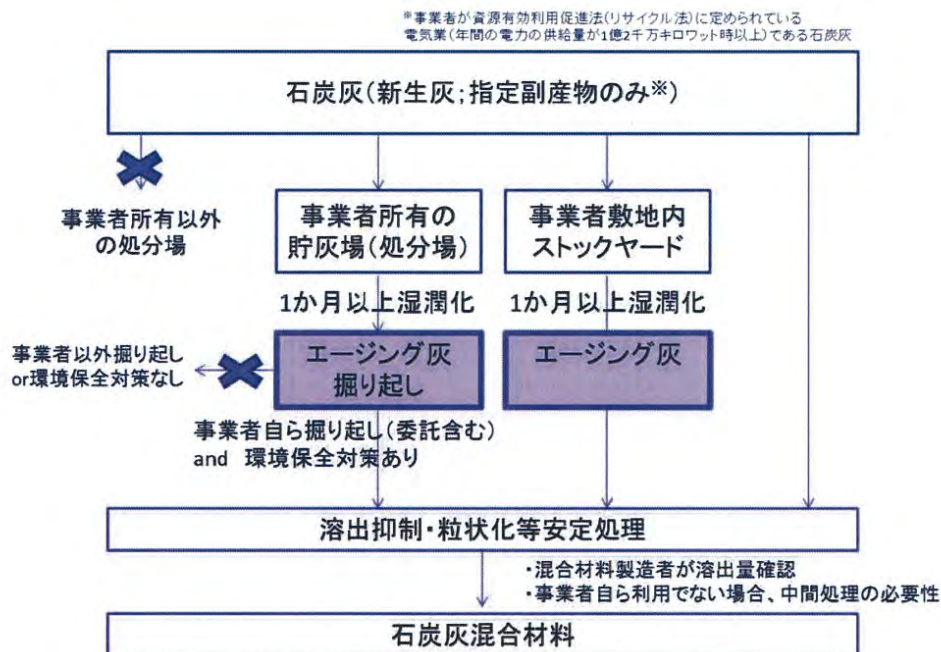 ※事業者が資源有効利用促進法(リサイクル法)に定められている
電気業(年間の電力の供給量が1億2千万キロワット時以上)である石炭灰
石炭灰(新生灰;指定副産物のみ※)
事業者所有以外
の処分場
事業者所有の
貯灰場(処分場)
事業者敷地内
ストックヤード
1か月以上湿潤化
1か月以上湿潤化
事業者以外掘り起し
or環境保全対策なし
エージング灰
掘り起し
エージング灰
事業者自ら掘り起し(委託含む)
and 環境保全対策あり
溶出抑制・粒状化等安定処理
・混合材料製造者が溶出量確認
・事業者自ら利用でない場合、中間処理の必要性
石炭灰混合材料